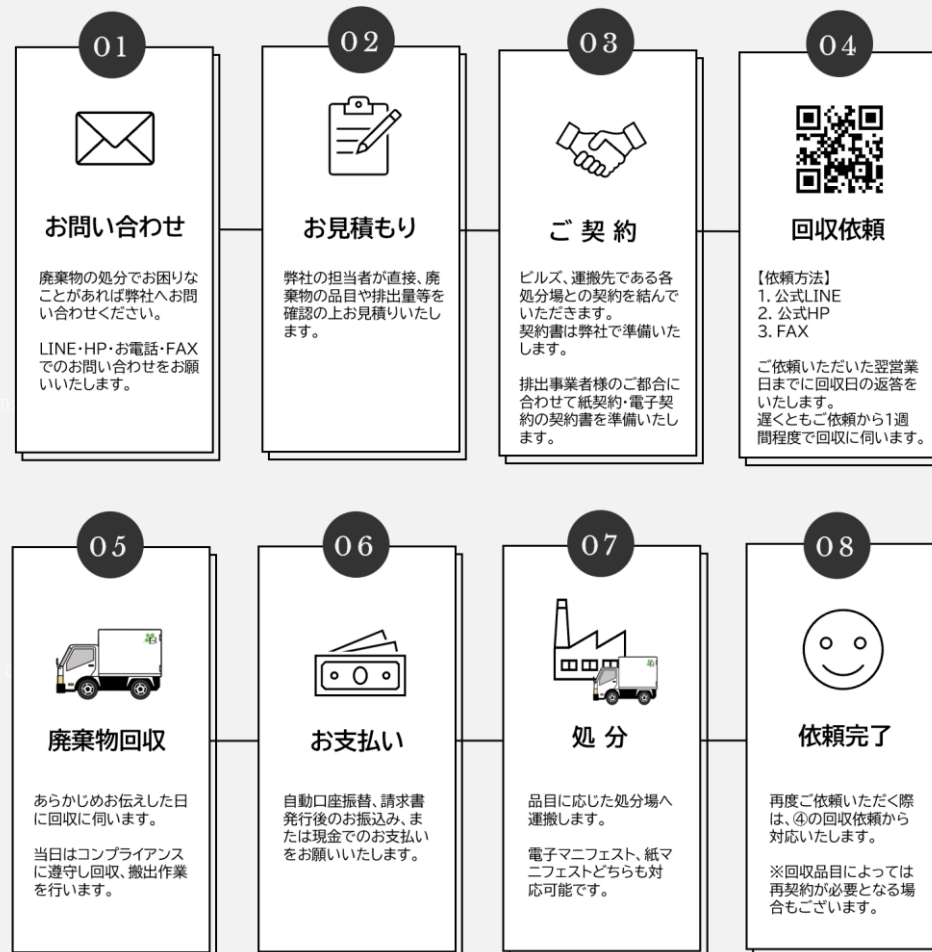 01
お問い合わせ
廃棄物の処分でお困りな
ことがあれば弊社へお問
い合わせください。
LINE・HP・お電話・FAX
でのお問い合わせをお願
いいたします。
02
お見積もり
弊社の担当者が直接、廃
棄物の品目や排出量等を
確認の上お見積りいたし
ます。
03
ご契約
ビルズ、運搬先である各
処分場との契約を結んで
いただきます。
契約書は弊社で準備いた
します。
排出事業者様のご都合に
合わせて紙契約・電子契
約の契約書を準備いたし
ます。
04
回収依頼
【依頼方法】
1. 公式LINE
2. 公式HP
3. FAX
ご依頼いただいた翌営業
日までに回収日の返答を
いたします。
遅くともご依頼から1週
間程度で回収に伺います。
05
廃棄物回収
あらかじめお伝えした日
に回収に伺います。
当日はコンプライアンス
に遵守し回収、搬出作業
を行います。
06
お支払い
自動口座振替、請求書
発行後のお振込み、ま
たは現金でのお支払い
をお願いいたします。
07
処分
品目に応じた処分場へ
運搬します。
電子マニフェスト、紙マ
ニフェストどちらも対
応可能です。
08
依頼完了
再度ご依頼いただく際
は、④の回収依頼から
対応いたします。
※回収品目によっては
再契約が必要となる場
合もございます。